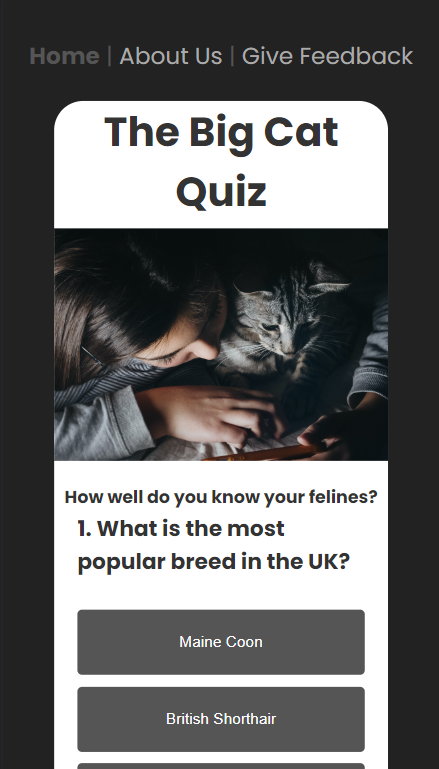 Home | About Us | Give Feedback
The Big Cat
Quiz
How well do you know your felines?
1. What is the most
popular breed in the UK?
Maine Coon
British Shorthair